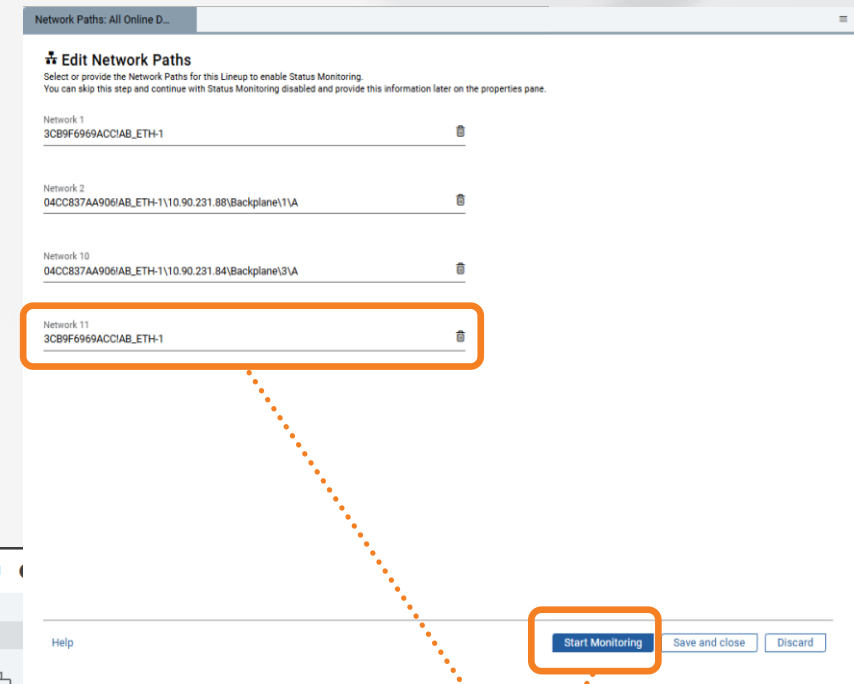 Network Paths: All Online D...
Edit Network Paths
Select or provide the Network Paths for this Lineup to enable Status Monitoring.
You can skip this step and continue with Status Monitoring disabled and provide this information later on the properties pane.
Network 1
3CB9F6969ACC!AB_ETH-1
Network 2
04CC837AA906!AB_ETH-1\10.90.231.88\Backplane\1\A
Network 10
04CC837AA906!AB_ETH-1\10.90.231.84\Backplane\3\A
Network 11
3CB9F6969ACC!AB_ETH-1
Help Start Monitoring Save and close Discard